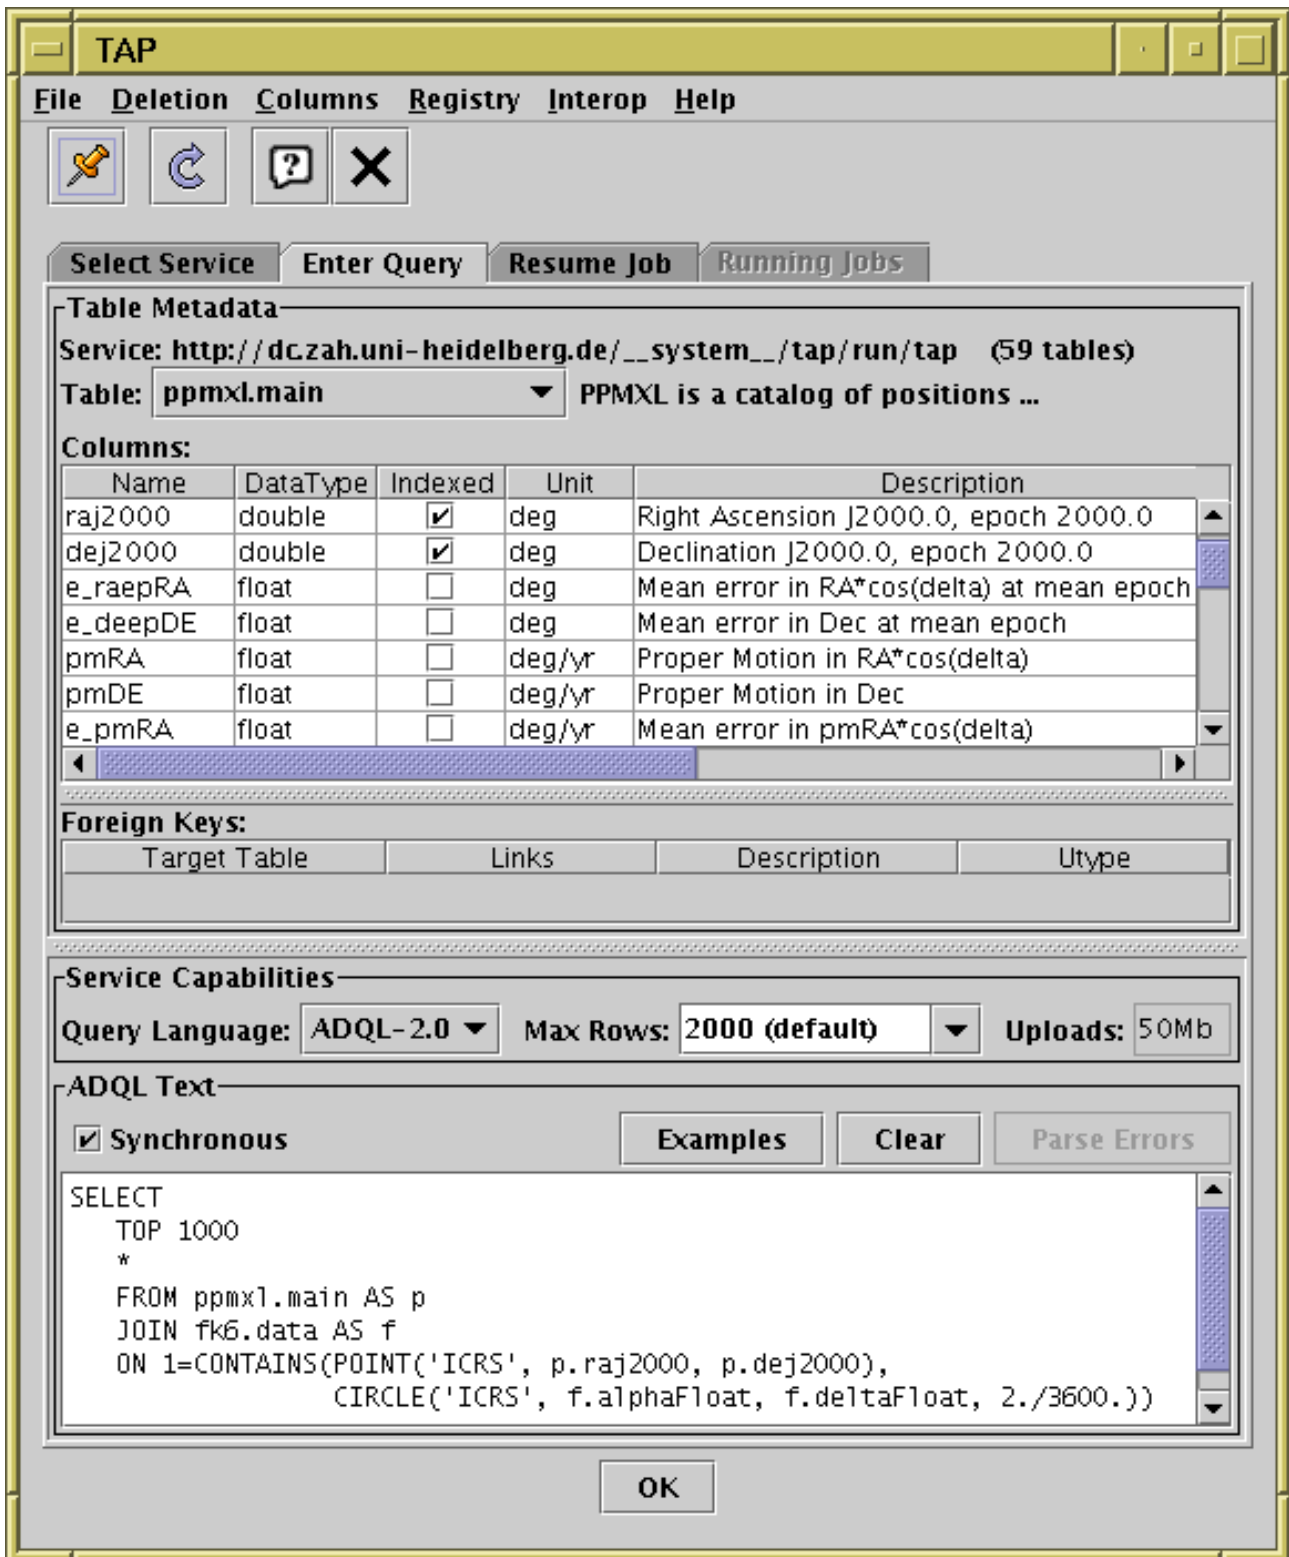 TAP
File Deletion Columns Registry Interop Help
Select Service Enter Query Resume Job Running Jobs
Table Metadata
Service: http://dc.zah.uni-heidelberg.de/__system__/tap/run/tap (59 tables)
Table: ppmxl.main PPMXL is a catalog of positions ...
Columns:
Name DataType Indexed Unit Description
raj2000 double deg Right Ascension J2000.0, epoch 2000.0
dej2000 double deg Declination J2000.0, epoch 2000.0
e_raepRA float deg Mean error in RA*cos(delta) at mean epoch
e_deepDE float deg Mean error in Dec at mean epoch
pmRA float deg/yr Proper Motion in RA*cos(delta)
pmDE float deg/yr Proper Motion in Dec
e_pmRA float deg/yr Mean error in pmRA*cos(delta)
Foreign Keys:
Target Table Links Description Utype
Service Capabilities
Query Language: ADQL-2.0 Max Rows: 2000 (default) Uploads: 50Mb
ADQL Text
Synchronous Examples Clear Parse Errors
SELECT
TOP 1000
*
FROM ppmxl.main AS p
JOIN fk6.data AS f
ON 1=CONTAINS(POINT('ICRS', p.raj2000, p.dej2000),
CIRCLE('ICRS', f.alphaFloat, f.deltaFloat, 2./3600.))
OK